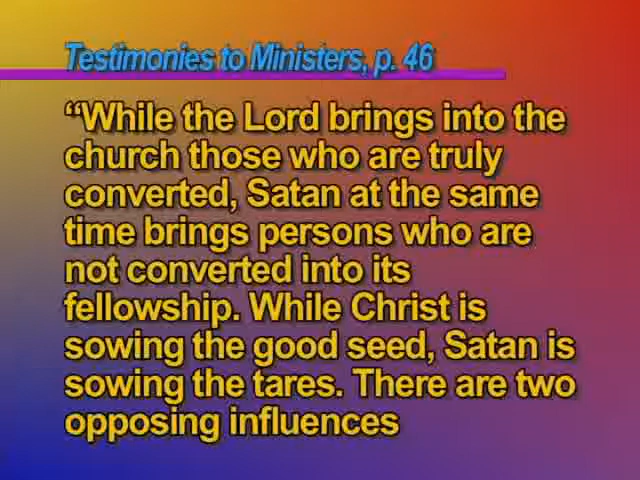 Testimonies to Ministers, p. 46
“While the Lord brings into the
church those who are truly
converted, Satan at the same
time brings persons who are
not converted into its
fellowship. While Christ is
sowing the good seed, Satan is
sowing the tares. There are two
opposing influences